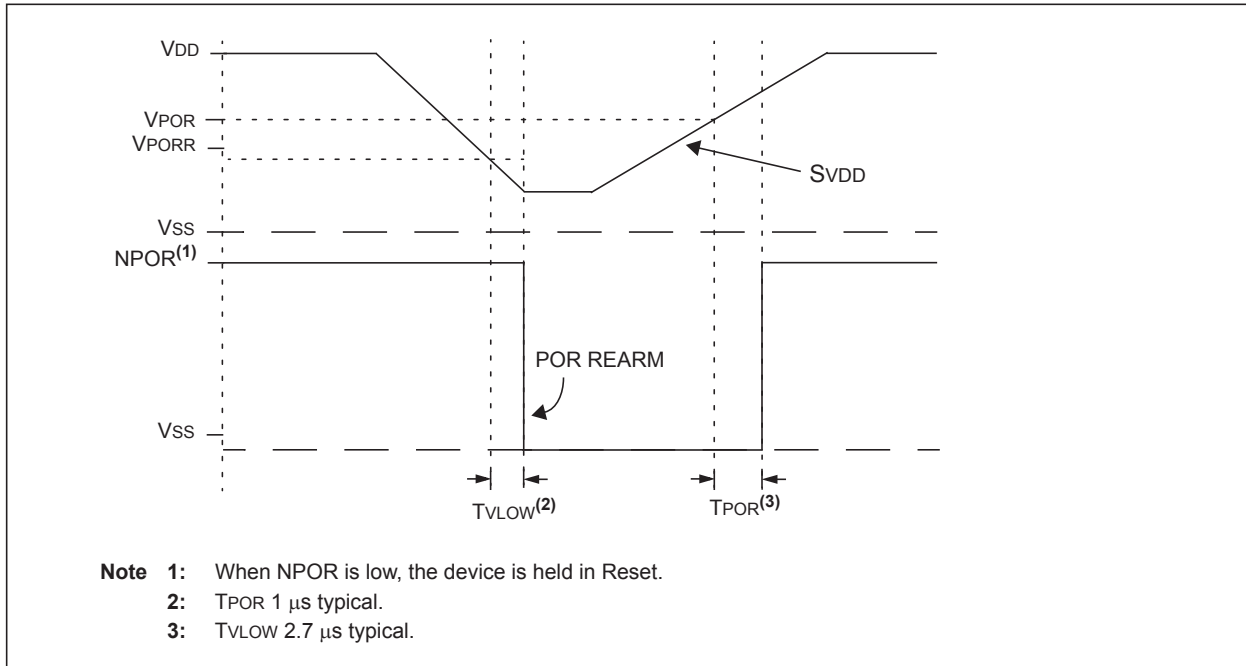 VDD
VPOR
VPORR
SVDD
VSS
NPOR(1)
POR REARM
VSS
TVLOW(2)
TPOR(3)
Note 1: When NPOR is low, the device is held in Reset.
2: TPOR 1 μs typical.
3: TVLOW 2.7 μs typical.